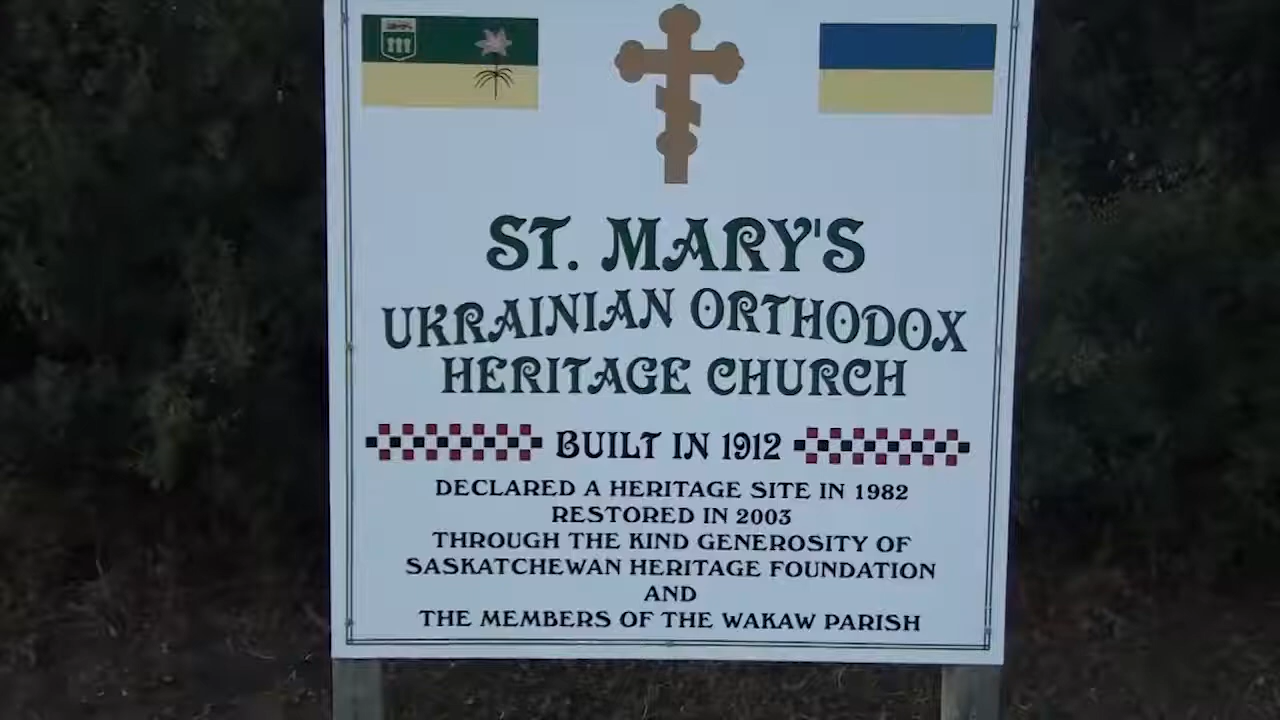 ST. MARY'S
UKRAINIAN ORTHODOX
HERITAGE CHURCH
BUILT IN 1912
DECLARED A HERITAGE SITE IN 1982
RESTORED IN 2003
THROUGH THE KIND GENEROSITY OF
SASKATCHEWAN HERITAGE FOUNDATION
AND
THE MEMBERS OF THE WAKAW PARISH